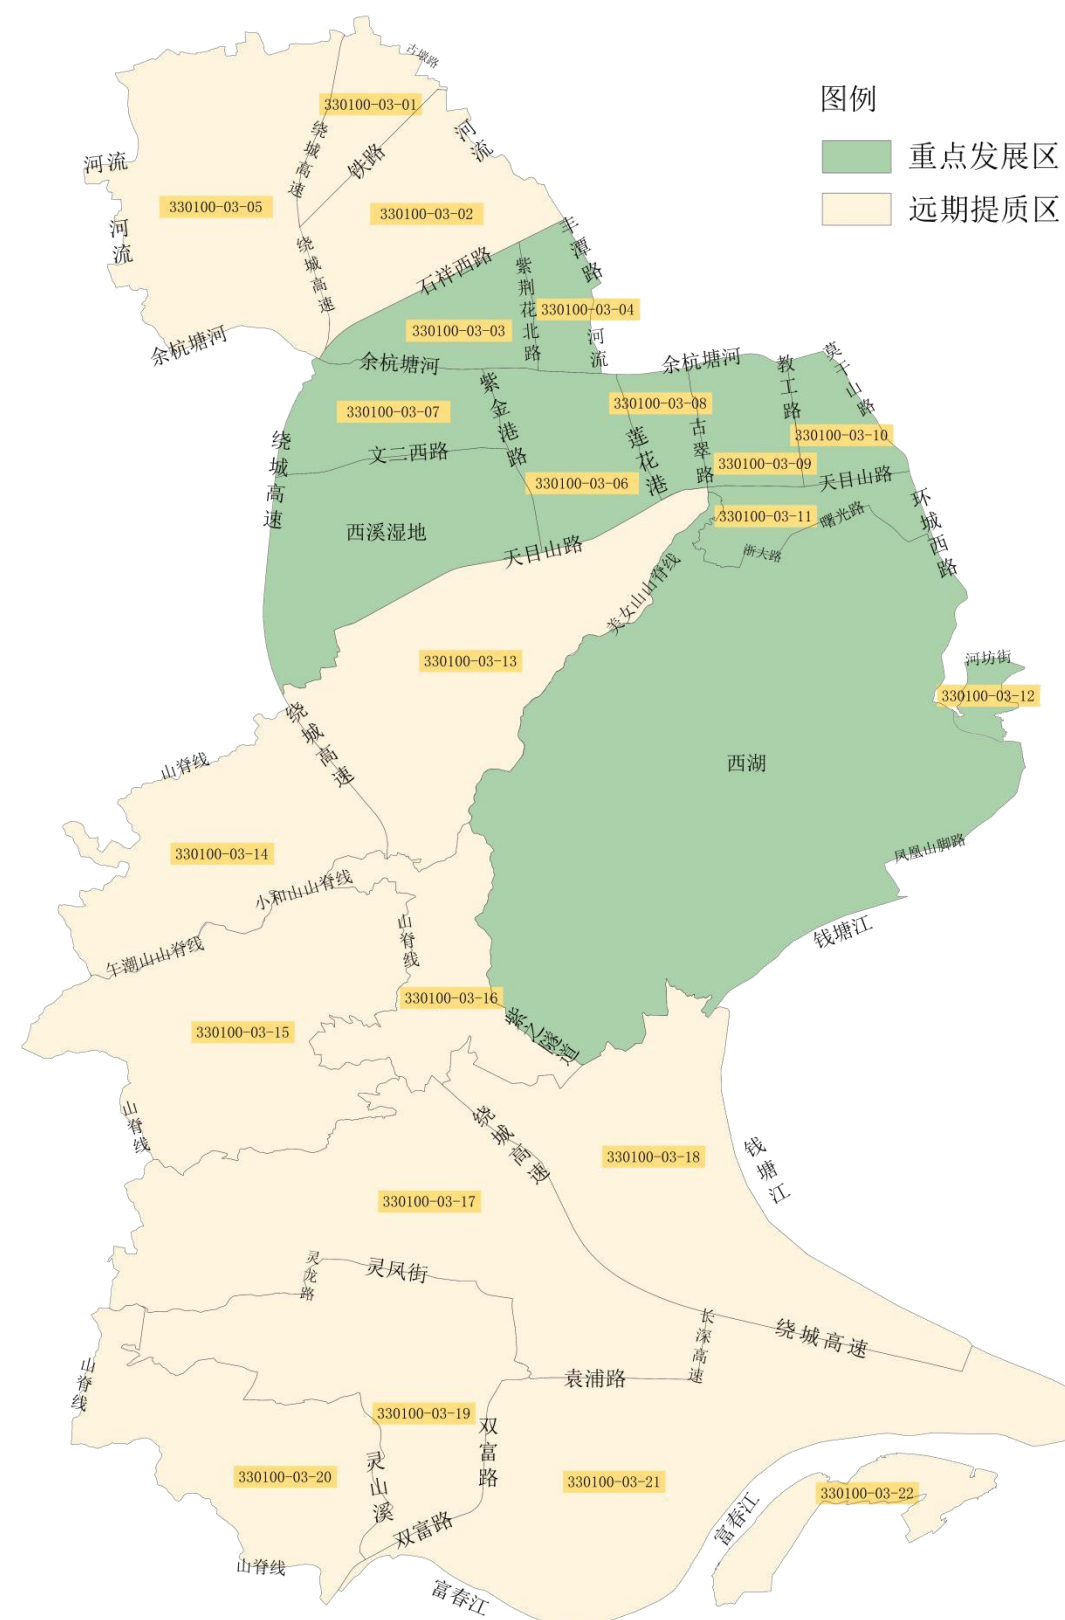 图例
重点发展区
远期提质区
古墩路
330100-03-01
绕城高速
铁路
河流
河流
330100-03-05
330100-03-02
河流
绕城高速
丰潭路
石祥西路
紫荆花北路
330100-03-04
330100-03-03
河流
余杭塘河
余杭塘河
余杭塘河
教工路
莫干山路
紫金港路
330100-03-07
330100-03-08
古翠路
330100-03-10
绕城高速
文二西路
莲花港
330100-03-09
330100-03-06
天目山路
环城西路
330100-03-11
曙光路
西溪湿地
天目山路
浙大路
美女山山脊线
330100-03-13
河坊街
330100-03-12
绕城高速
山脊线
西湖
330100-03-14
凤凰山脚路
小和山山脊线
山脊线
钱塘江
午潮山山脊线
330100-03-16
紫之隧道
330100-03-15
山脊线
绕城高速
330100-03-18
钱塘江
330100-03-17
灵龙路
灵凤街
长深高速
绕城高速
山脊线
袁浦路
330100-03-19
双富路
灵山溪
330100-03-20
330100-03-21
330100-03-22
富春江
双富路
山脊线
富春江